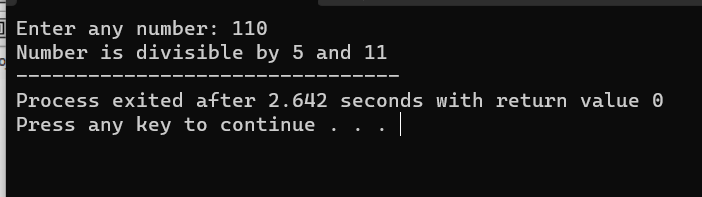 Enter any number: 110
Number is divisible by 5 and 11
--------------------------------
Process exited after 2.642 seconds with return value 0
Press any key to continue . . .